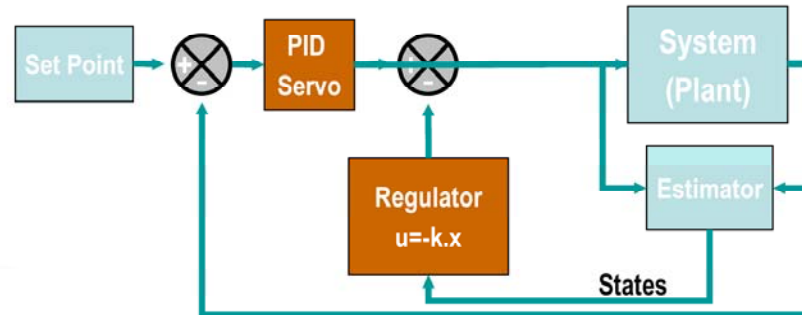 Set Point
+
-
PID
Servo
+
-
System
(Plant)
Estimator
Regulator
u=-k.x
States